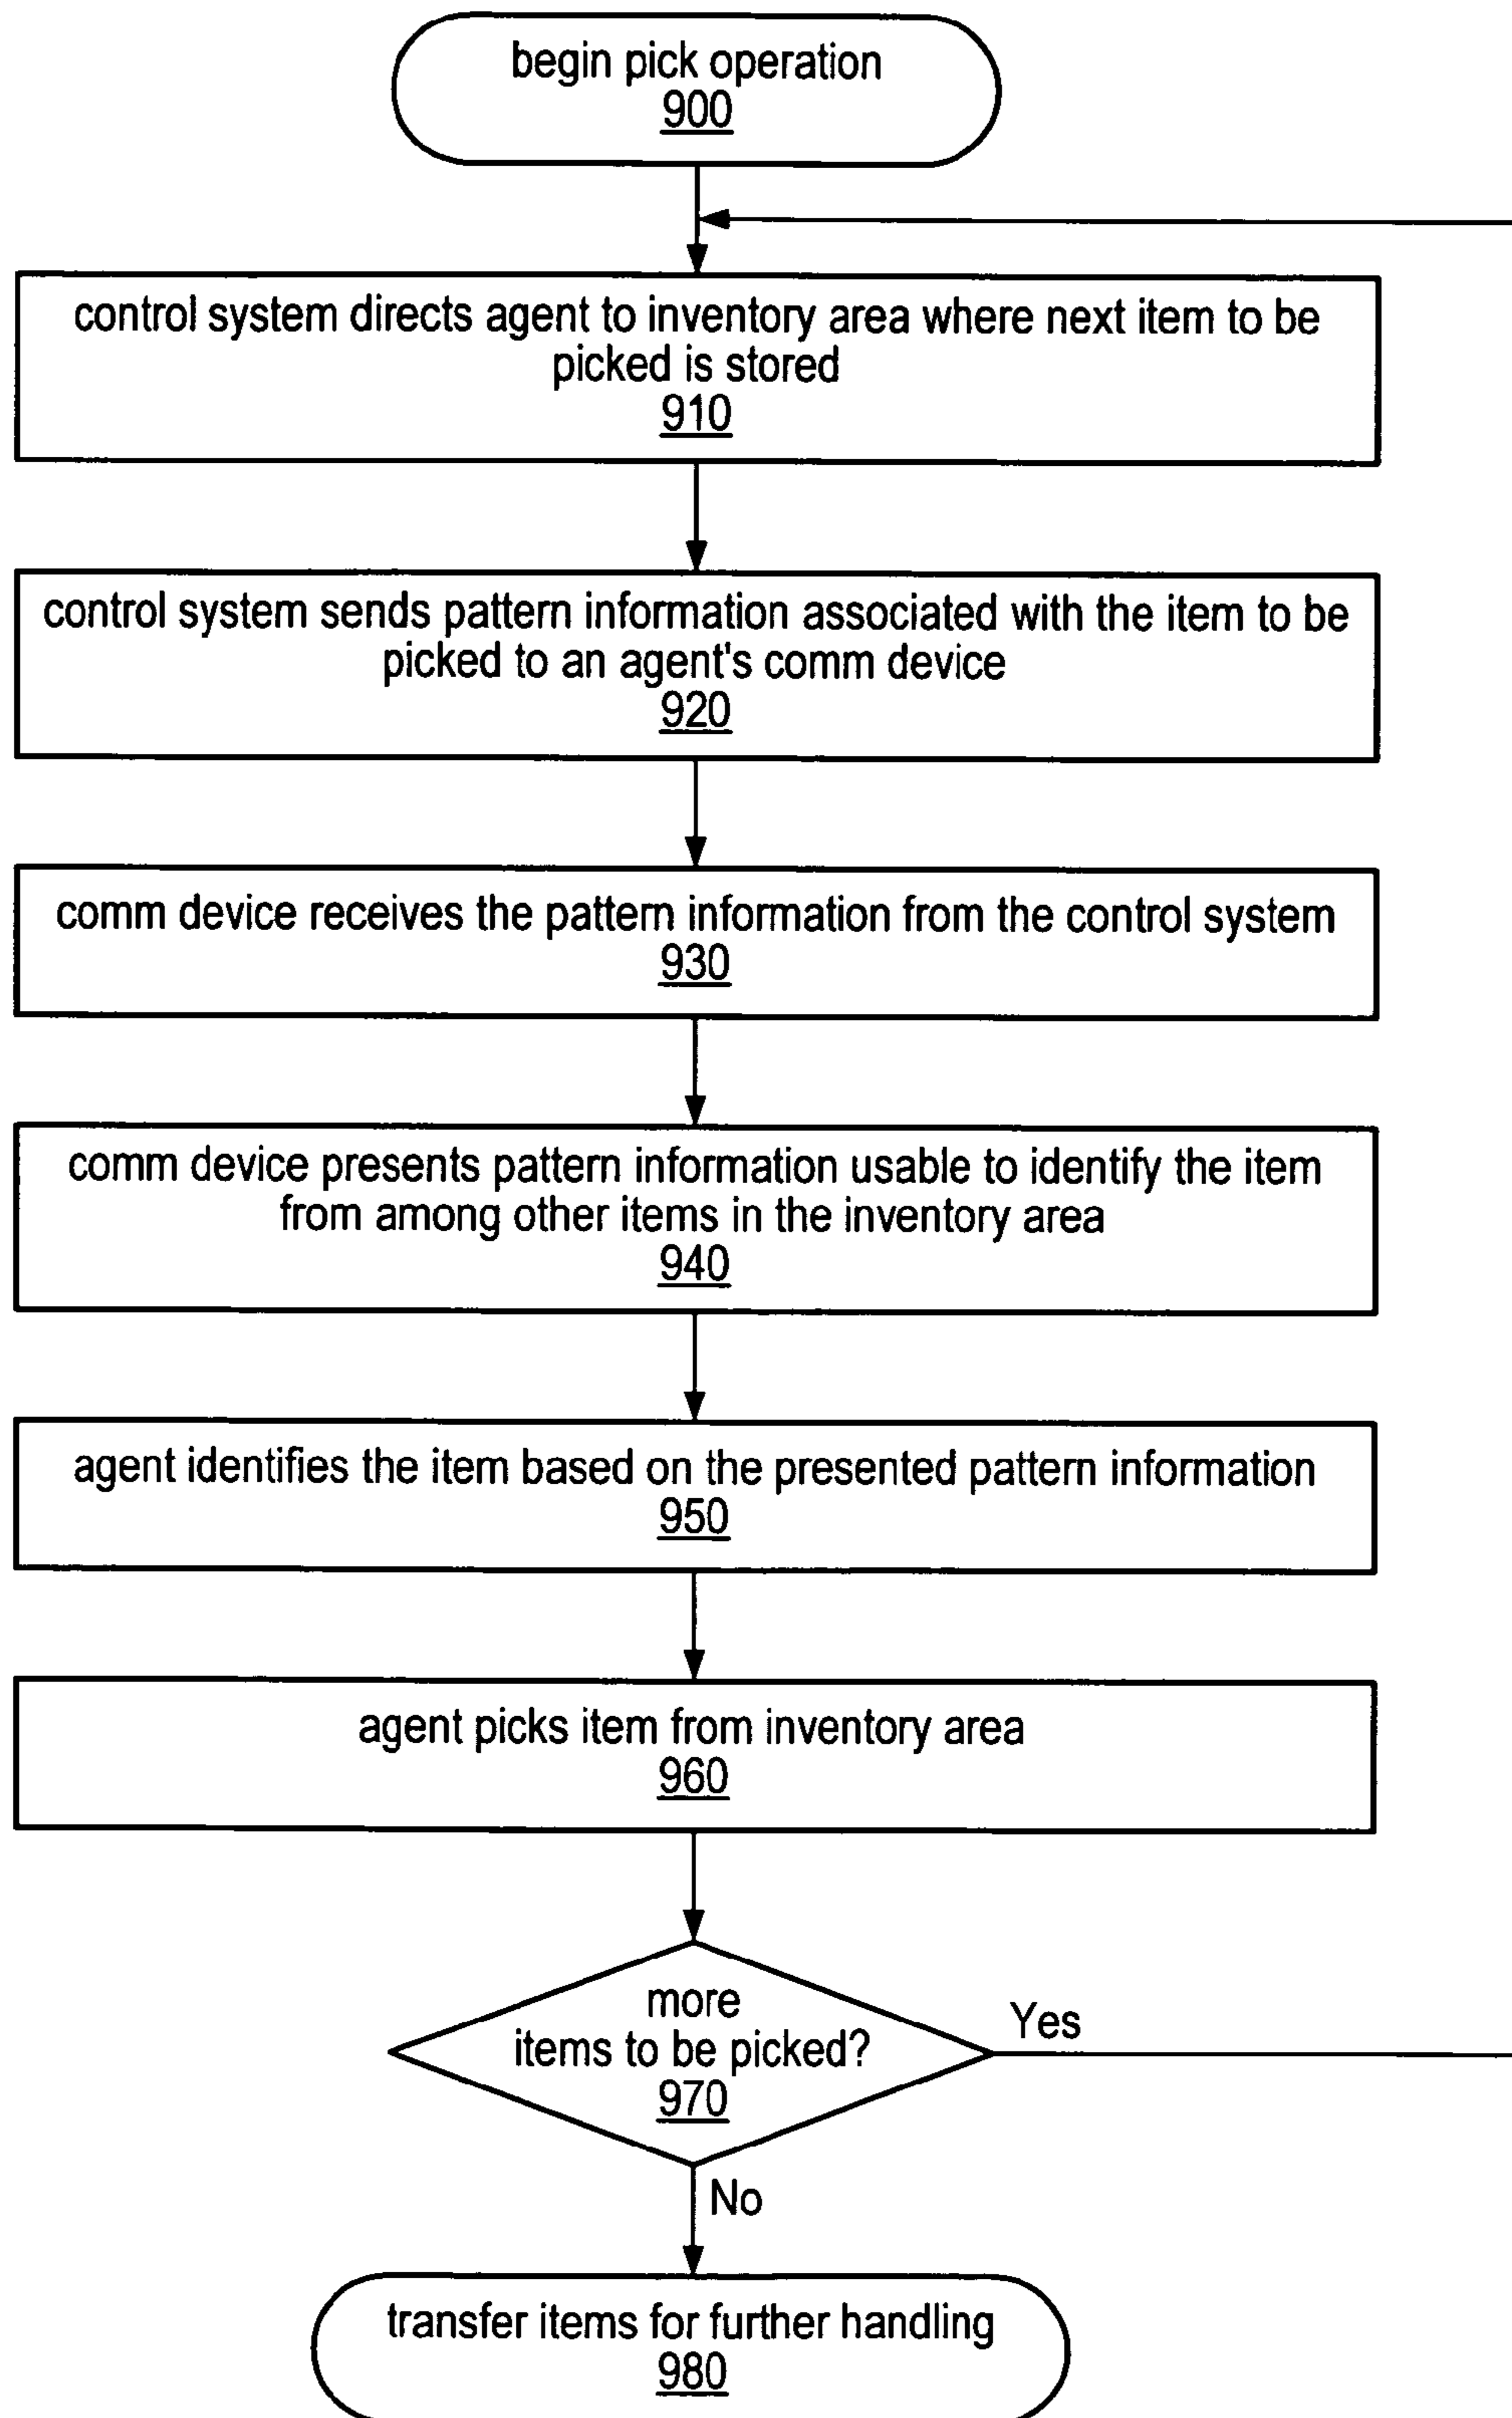 begin pick operation
900
control system directs agent to inventory area where next item to be
picked is stored
910
control system sends pattern information associated with the item to be
picked to an agent's comm device
920
comm device receives the pattern information from the control system
930
comm device presents pattern information usable to identify the item
from among other items in the inventory area
940
agent identifies the item based on the presented pattern information
950
agent picks item from inventory area
960
more
items to be picked?
970
Yes
No
transfer items for further handling
980